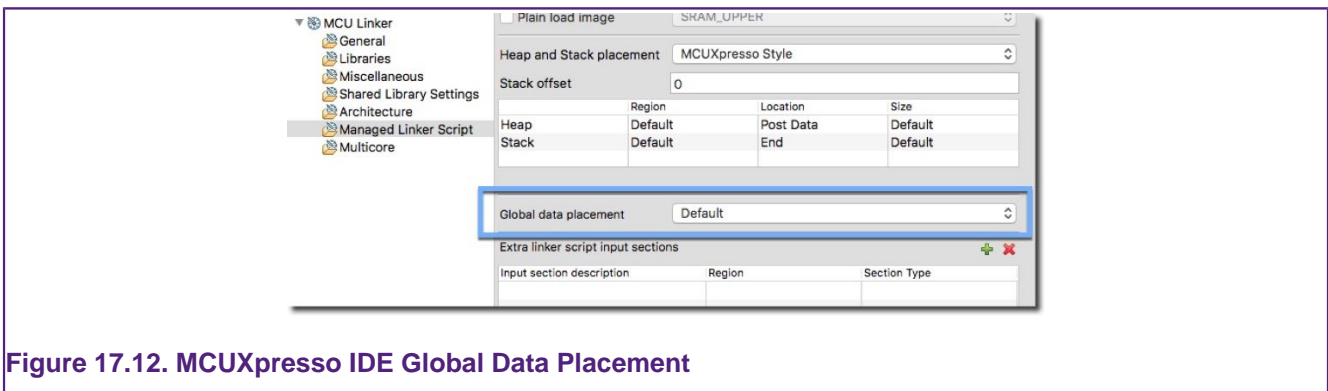 MCU Linker
General
Libraries
Miscellaneous
Shared Library Settings
Architecture
Managed Linker Script
Multicore
Plain load image SRAM_UPPER
Heap and Stack placement MCUXpresso Style
Stack offset 0
Region Location Size
Heap Default Post Data Default
Stack Default End Default
Global data placement Default
Extra linker script input sections
Input section description Region Section Type
Figure 17.12. MCUXpresso IDE Global Data Placement